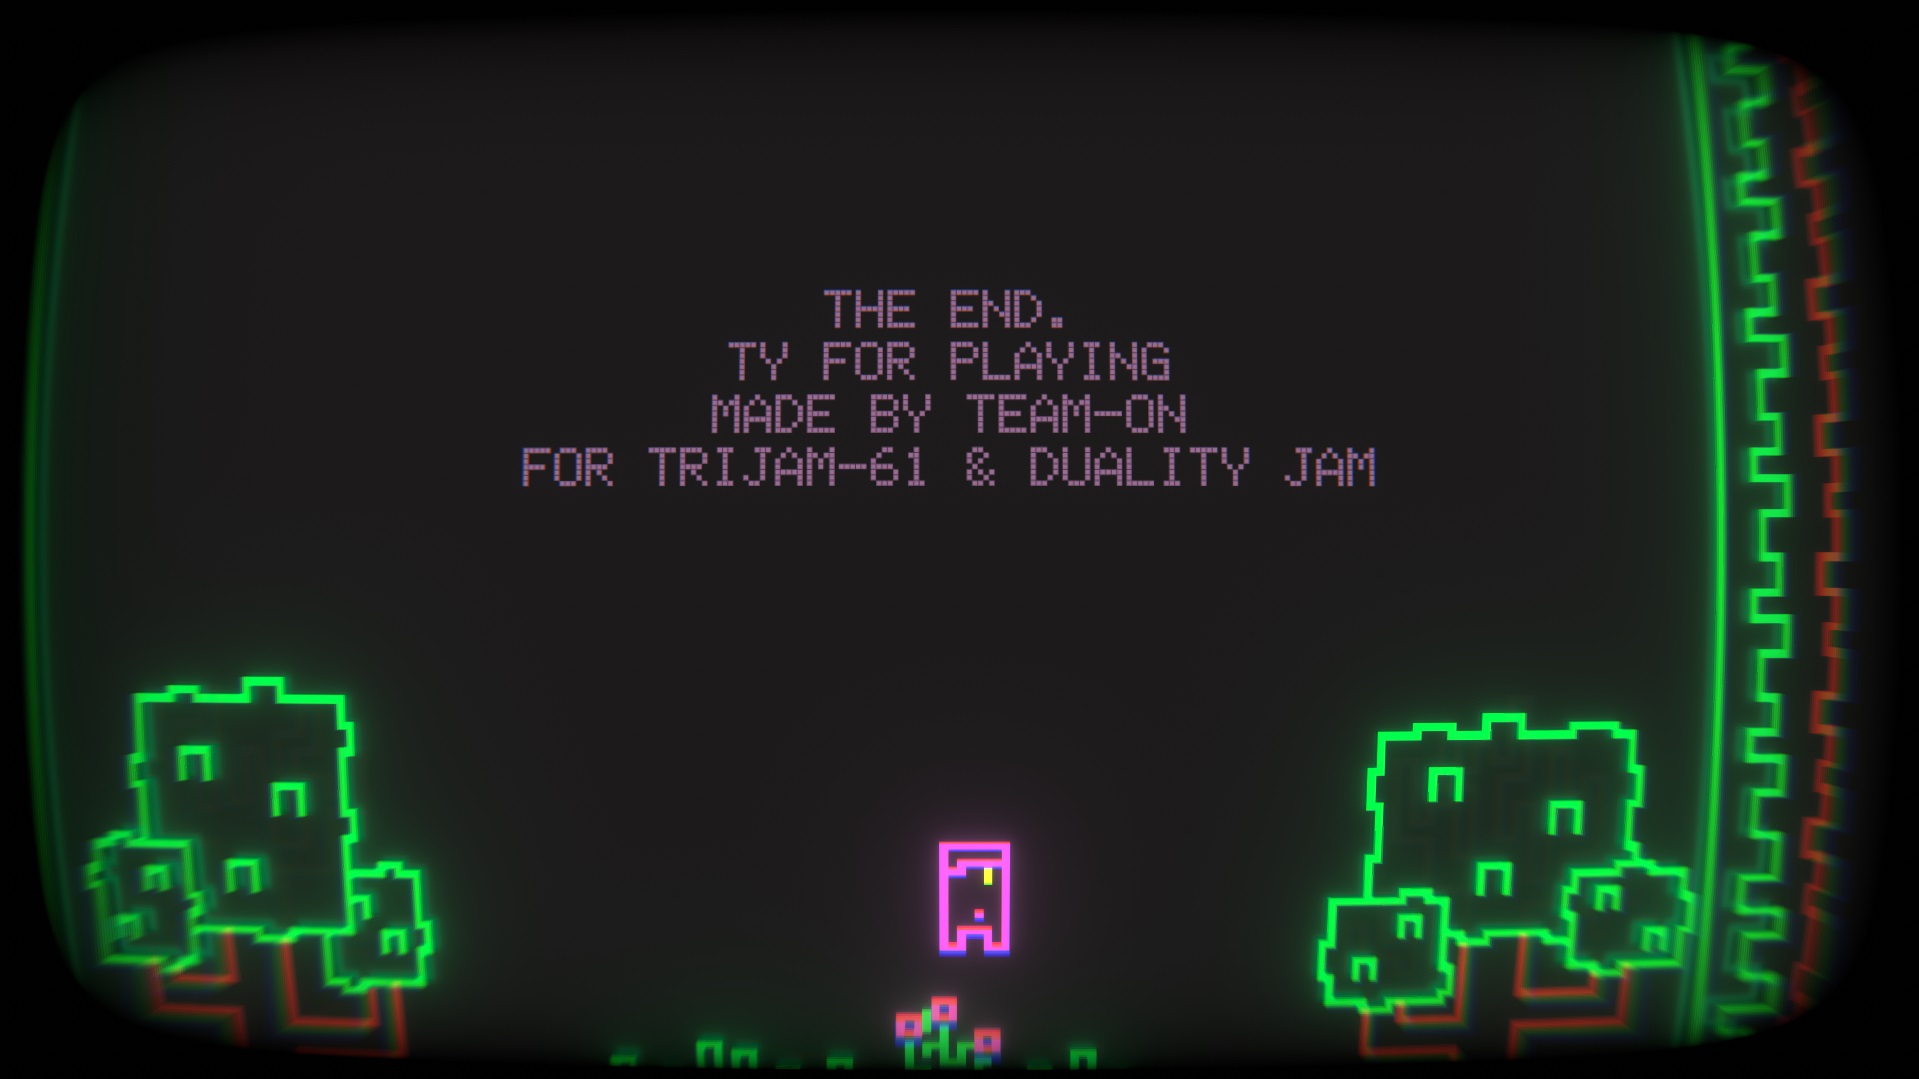 THE END.
TY FOR PLAYING
MADE BY TEAM-ON
FOR TRIJAM-61 & DUALITY JAM